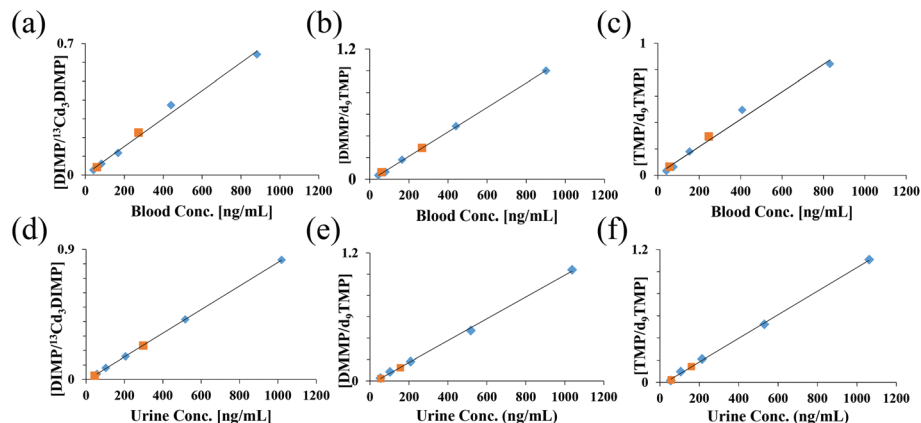 (a)
0.7
[DIMP/¹³Cd₃DIMP]
0
0 200 400 600 800 1000 1200
Blood Conc. [ng/mL]
(b)
1.2
[DMMP/d₉TMP]
0
0 200 400 600 800 1000 1200
Blood Conc. [ng/mL]
(c)
1
[TMP/d₉TMP]
0
0 200 400 600 800 1000 1200
Blood Conc. [ng/mL]
(d)
0.9
[DIMP/¹³Cd₃DIMP]
0
0 200 400 600 800 1000 1200
Urine Conc. [ng/mL]
(e)
1.2
[DMMP/d₉TMP]
0
0 200 400 600 800 1000 1200
Urine Conc. (ng/mL)
(f)
1.2
[TMP/d₉TMP]
0
0 200 400 600 800 1000 1200
Urine Conc. (ng/mL)